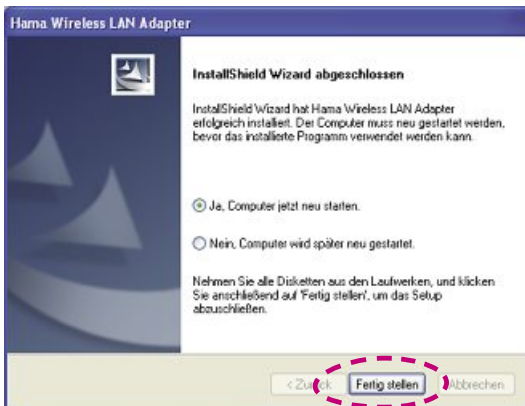 Hama Wireless LAN Adapter
InstallShield Wizard abgeschlossen
InstallShield Wizard hat Hama Wireless LAN Adapter
erfolgreich installiert. Der Computer muss neu gestartet werden,
bevor das installierte Programm verwendet werden kann.
Ja, Computer jetzt neu starten.
Nein, Computer wird später neu gestartet.
Nehmen Sie alle Disketten aus den Laufwerken, und klicken
Sie anschließend auf 'Fertig stellen', um das Setup
abzuschließen.
< Zurück Fertig stellen Abbrechen